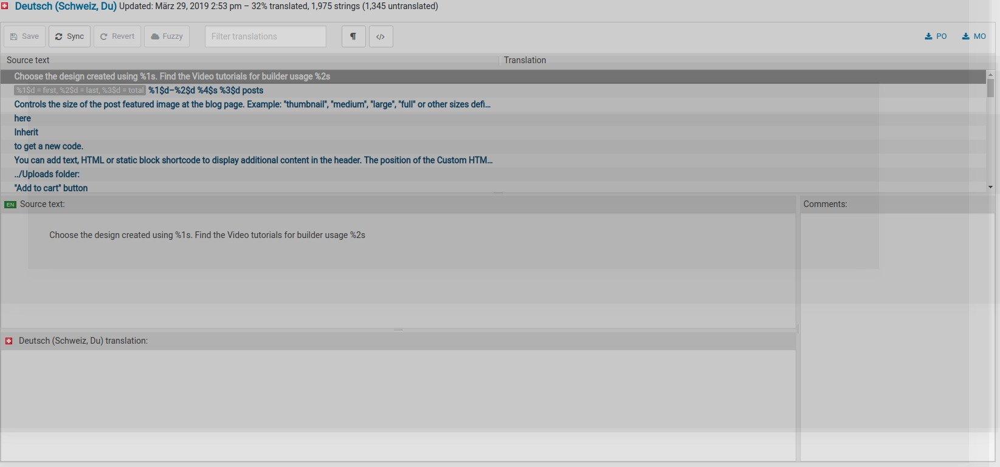 Deutsch (Schweiz, Du) Updated: März 29, 2019 2:53 pm – 32% translated, 1,975 strings (1,345 untranslated)
Save Sync Revert Fuzzy Filter translations ¶ </> PO MO
Source text Translation
Choose the design created using %1s. Find the Video tutorials for builder usage %2s
%1$d = first, %2$d = last, %3$d = total %1$d–%2$d %4$s %3$d posts
Controls the size of the post featured image at the blog page. Example: "thumbnail", "medium", "large", "full" or other sizes defi...
here
Inherit
to get a new code.
You can add text, HTML or static block shortcode to display additional content in the header. The position of the Custom HTM...
../Uploads folder:
"Add to cart" button
EN Source text: Comments:
Choose the design created using %1s. Find the Video tutorials for builder usage %2s
Deutsch (Schweiz, Du) translation: